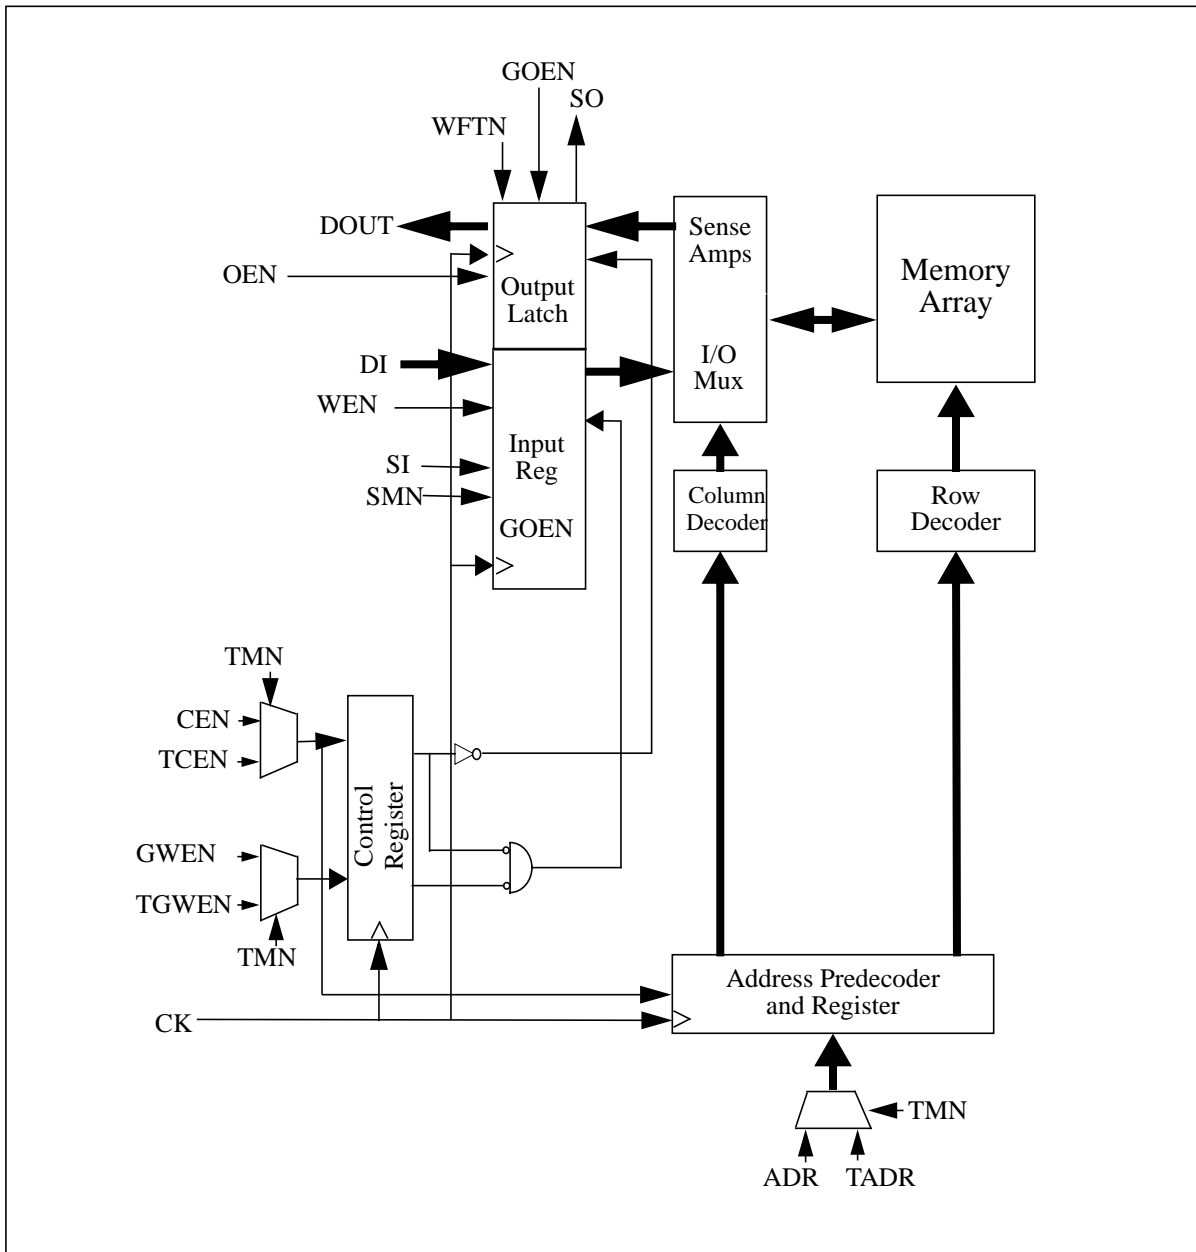 GOEN
SO
WFTN
DOUT
OEN
Output
Latch
Sense
Amps
I/O
Mux
Memory
Array
DI
WEN
SI
SMN
Input
Reg
GOEN
Column
Decoder
Row
Decoder
TMN
CEN
TCEN
GWEN
TGWEN
TMN
Control
Register
CK
Address Predecoder
and Register
TMN
ADR
TADR